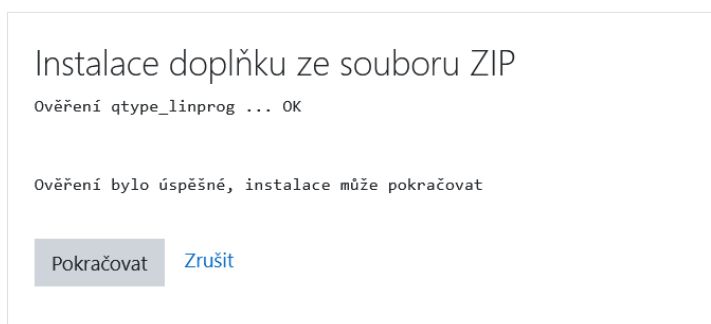 Instalace doplňku ze souboru ZIP
Ověření qtype_linprog ... OK
Ověření bylo úspěšné, instalace může pokračovat
Pokračovat Zrušit